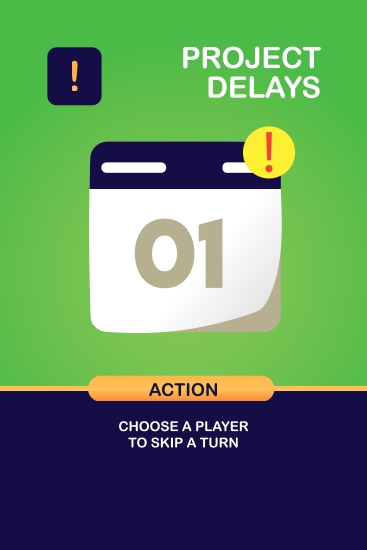 !
PROJECT
DELAYS
!
01
ACTION
CHOOSE A PLAYER
TO SKIP A TURN